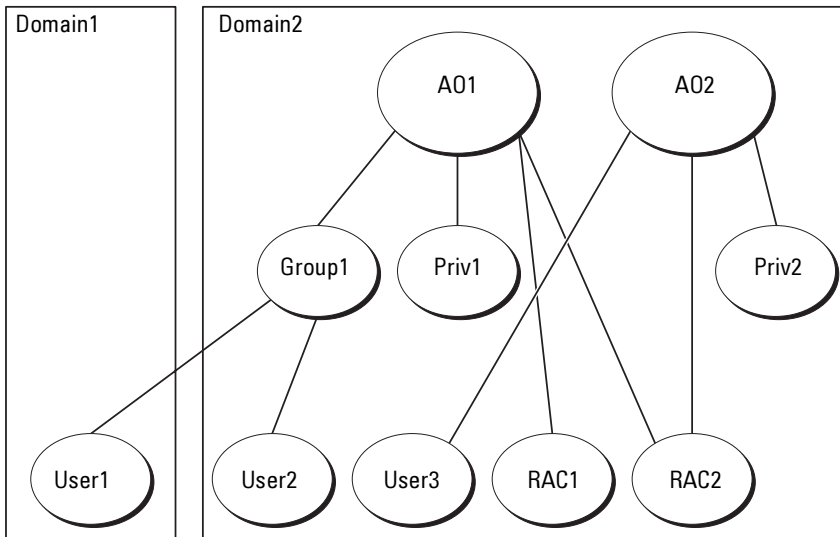 Domain1
Domain2
AO1
AO2
Group1
Priv1
Priv2
User1
User2
User3
RAC1
RAC2